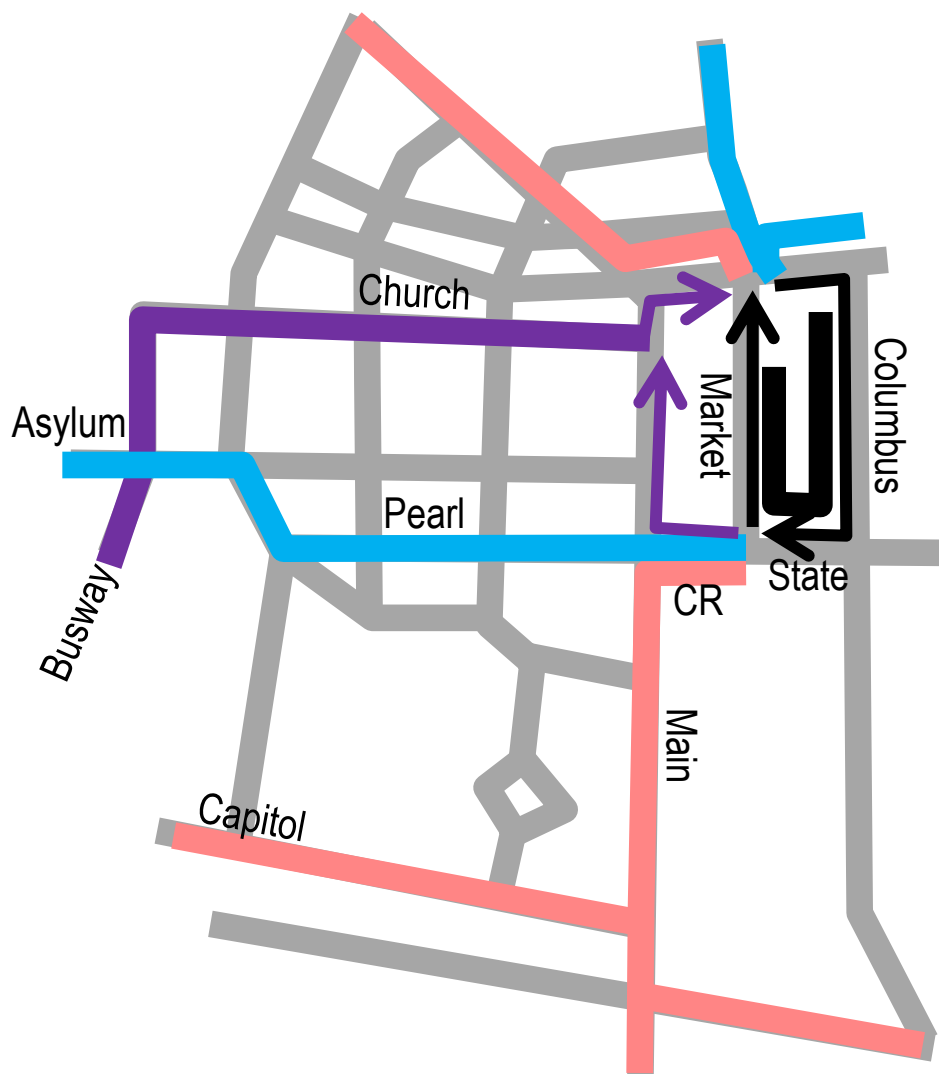 Church
Asylum
Market
Columbus
Pearl
State
CR
Busway
Main
Capitol